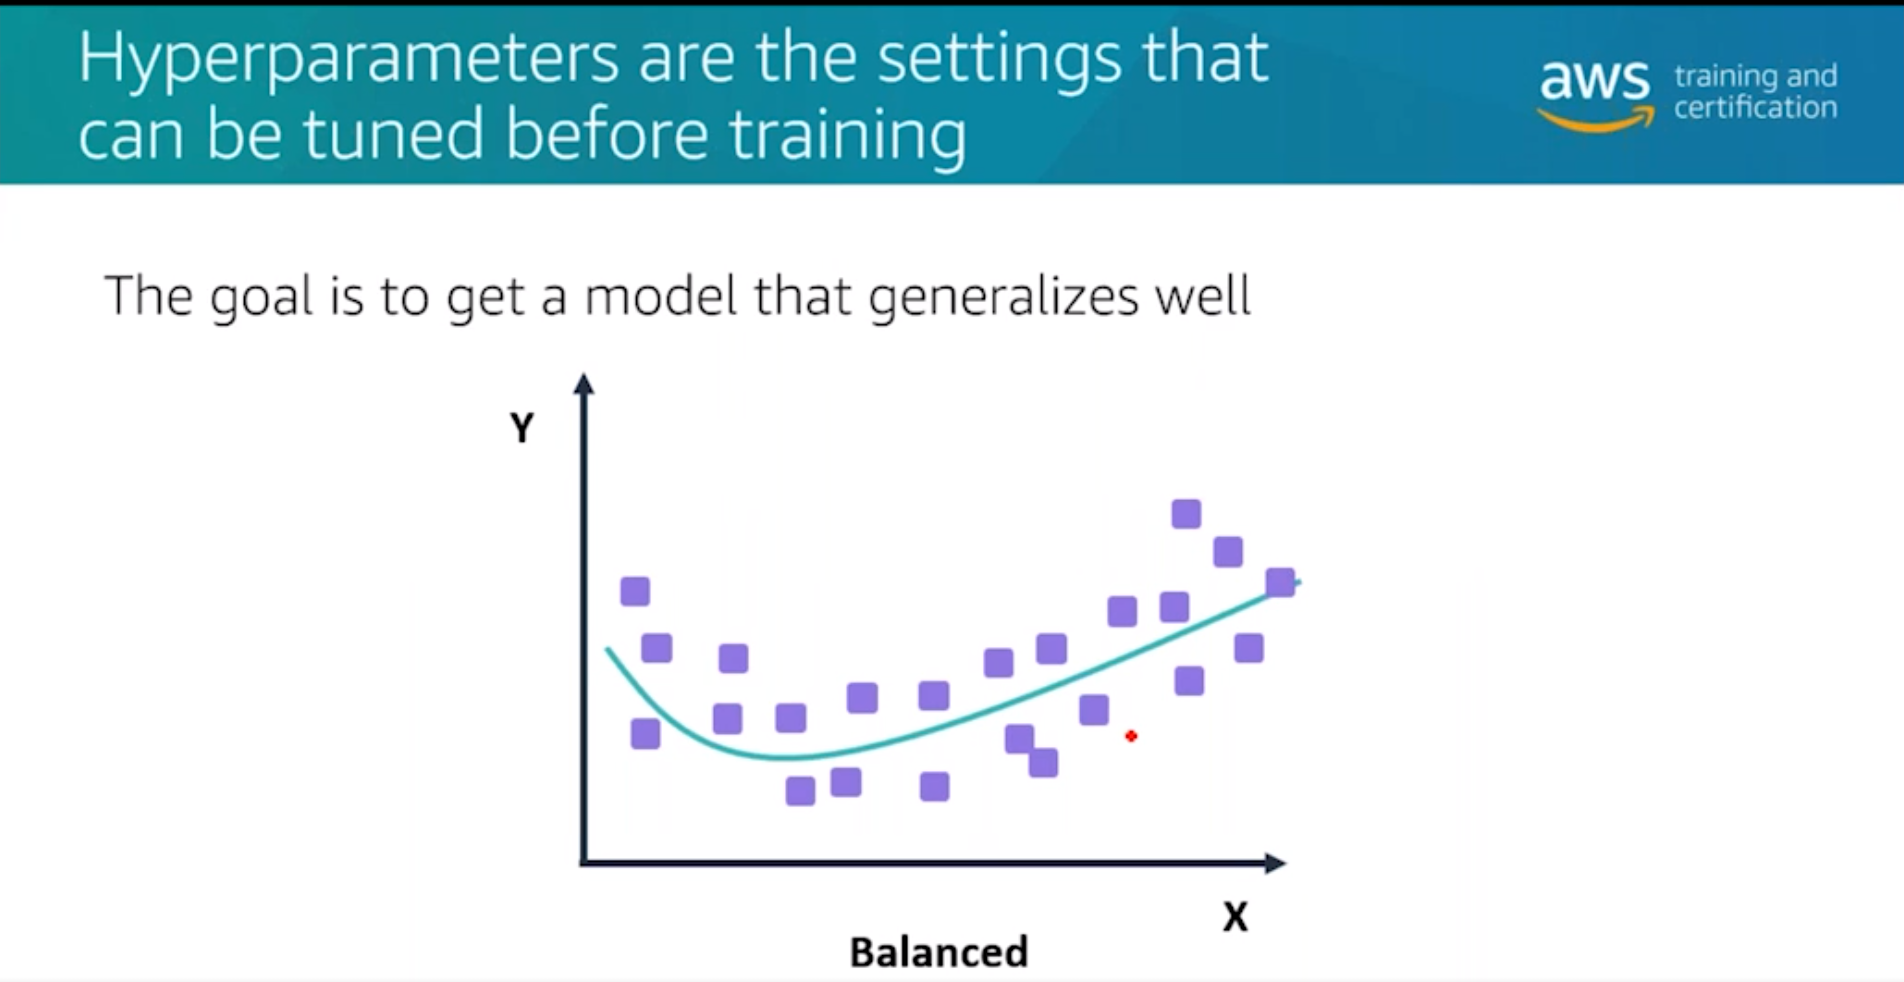 Hyperparameters are the settings that
can be tuned before training
aws training and
certification
The goal is to get a model that generalizes well
Y
X
Balanced